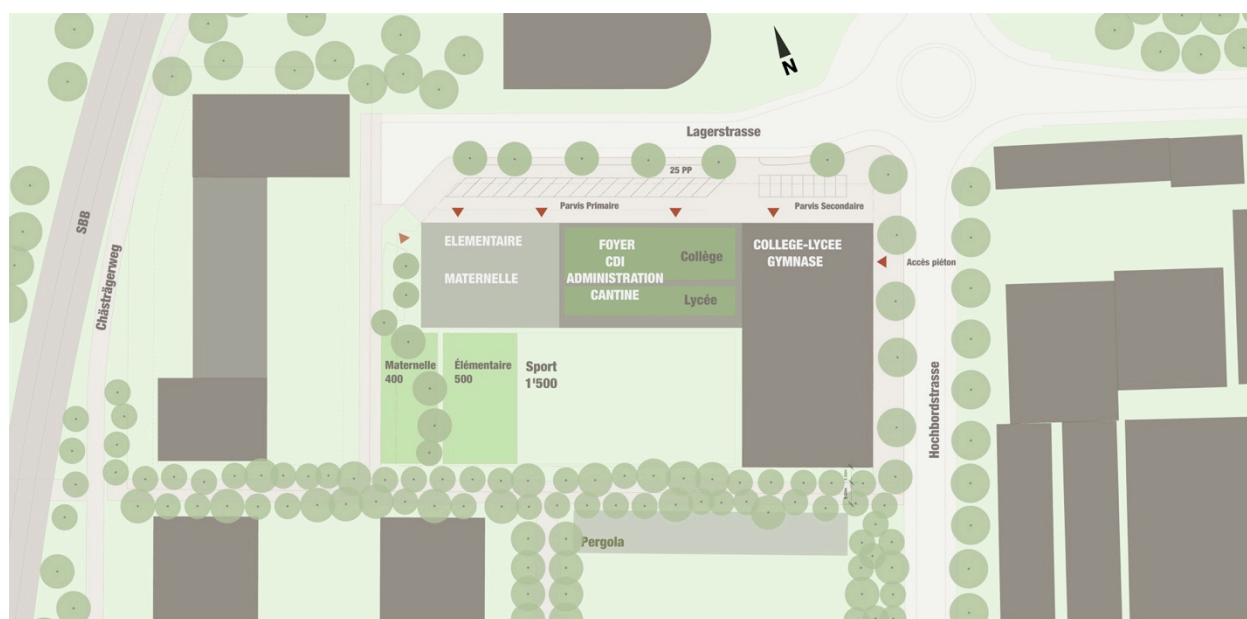 N
Lagerstrasse
25 PP
Parvis Primaire
Parvis Secondaire
SBB
Chästrägerweg
ELEMENTAIRE
MATERNELLE
FOYER
CDI
ADMINISTRATION
CANTINE
Collège
Lycée
COLLEGE-LYCEE
GYMNASE
Accès piéton
Maternelle
400
Élémentaire
500
Sport
1'500
Hochbordstrasse
Pergola